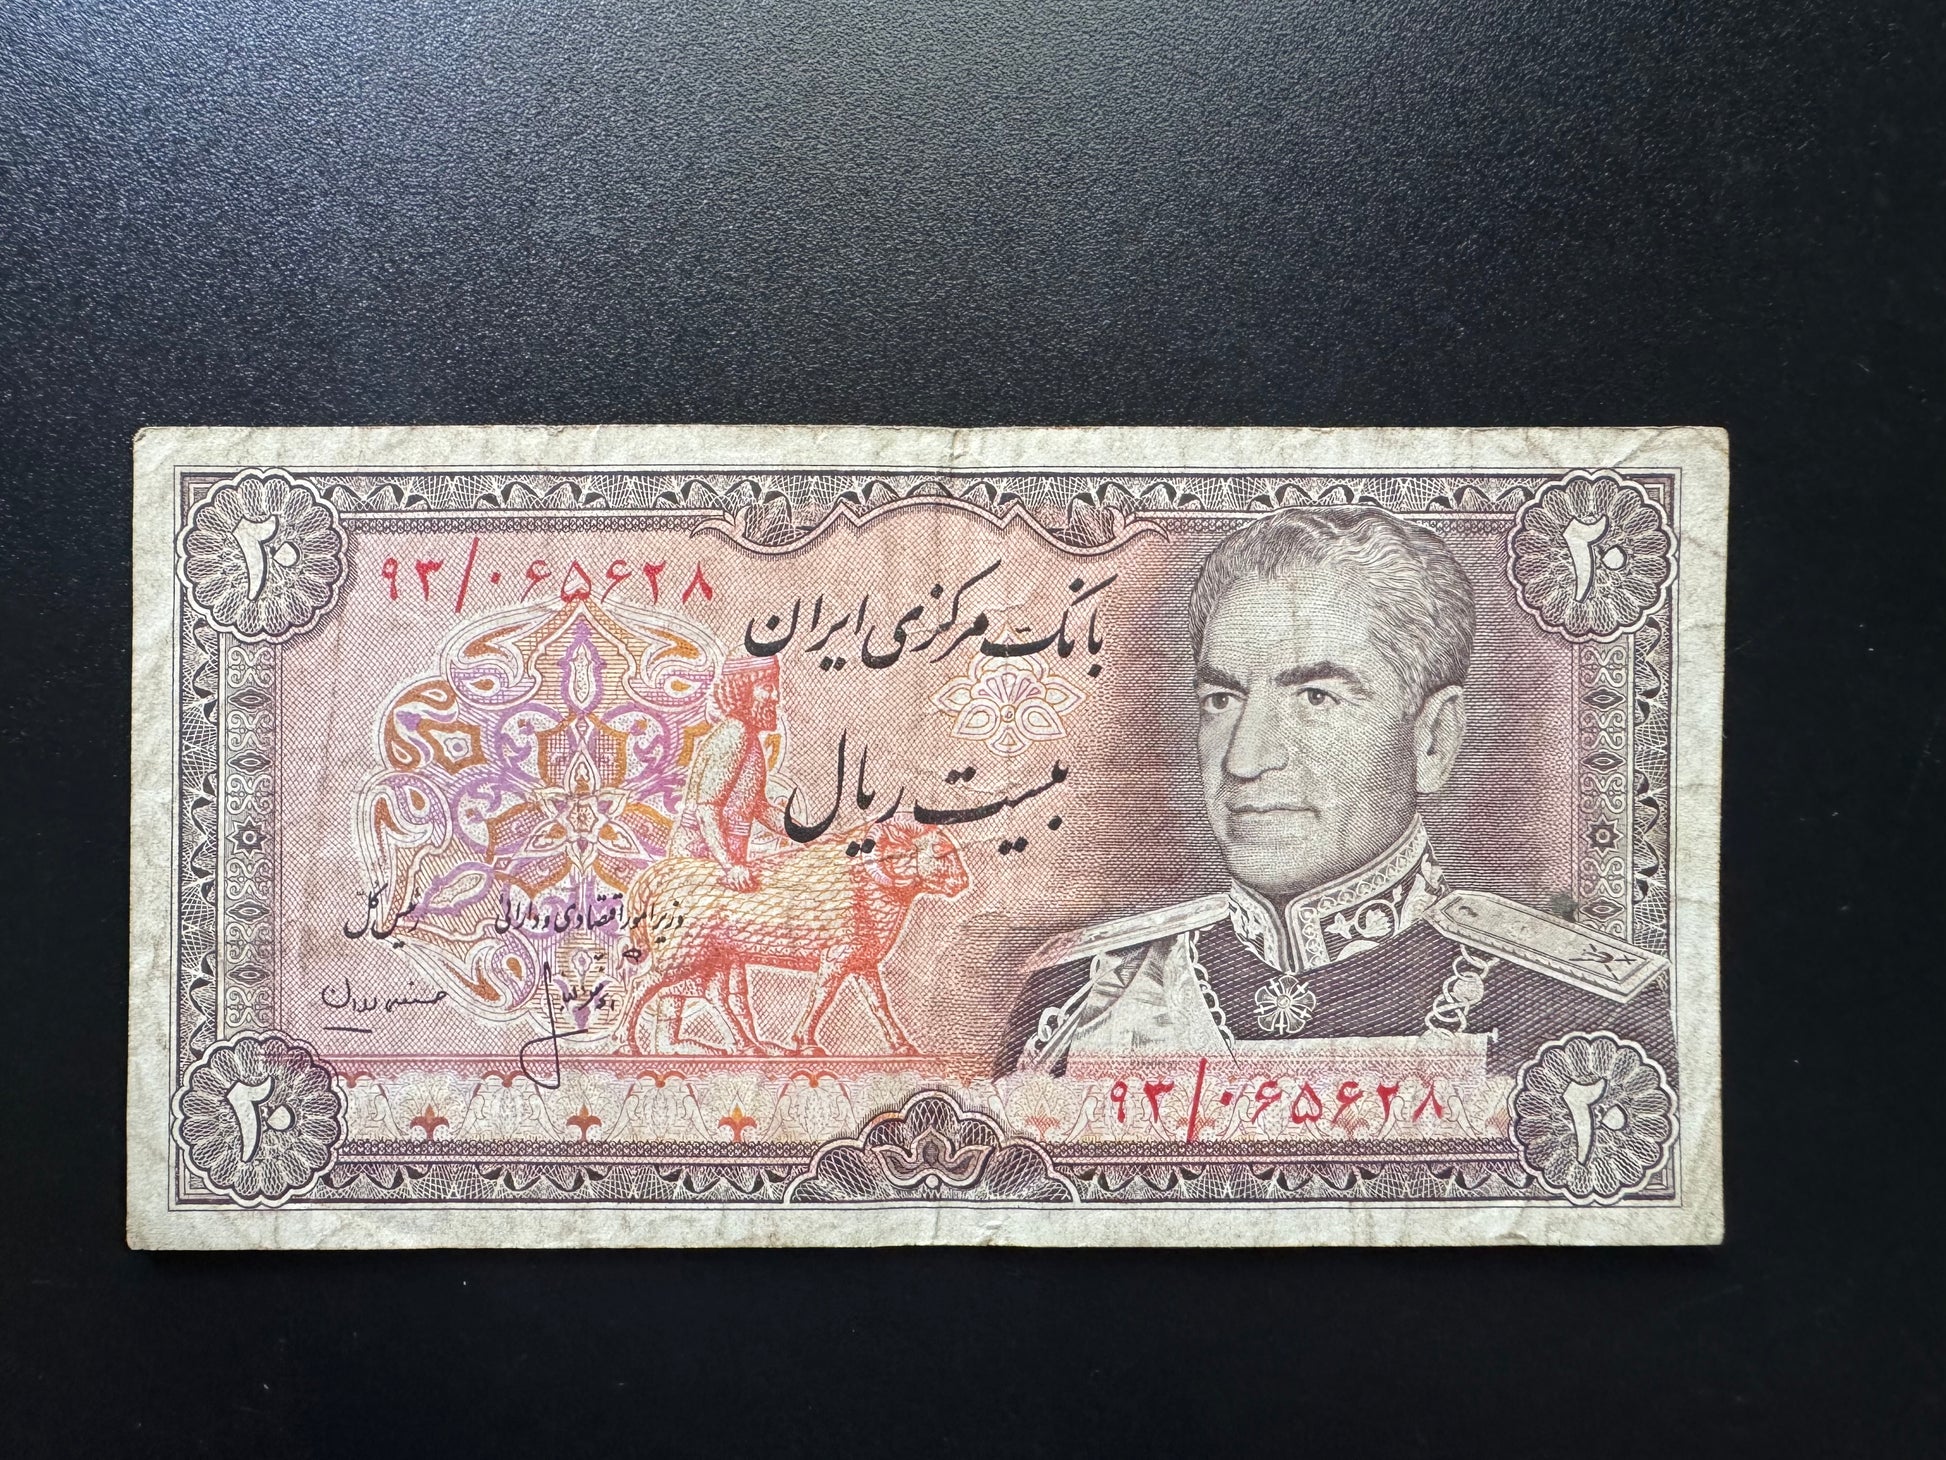 ۲۰
۲۰
۹۳/۰۶۵۶۲۸
بانک مرکزی ایران
بیست ریال
وزیر امور اقتصادی و دارائی
رئیس کل
۹۳/۰۶۵۶۲۸
۲۰
۲۰